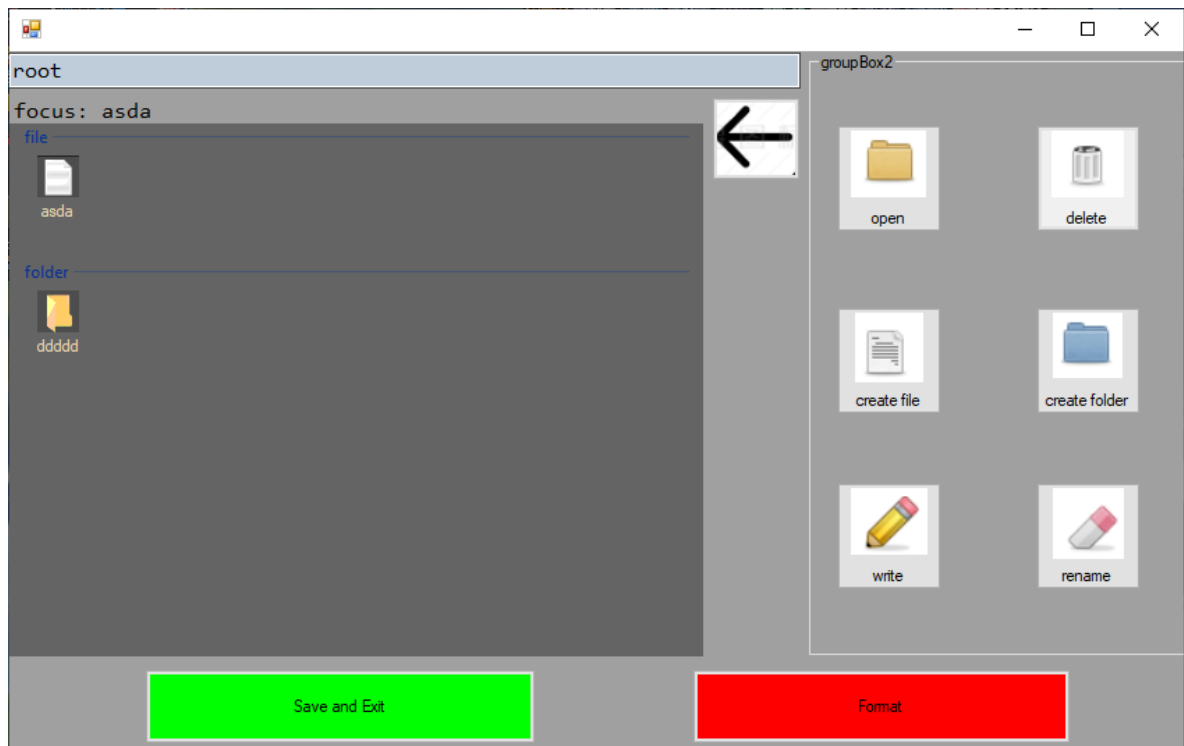 root
groupBox2
focus: asda
file
asda
folder
ddddd
open
delete
create file
create folder
write
rename
Save and Exit
Format